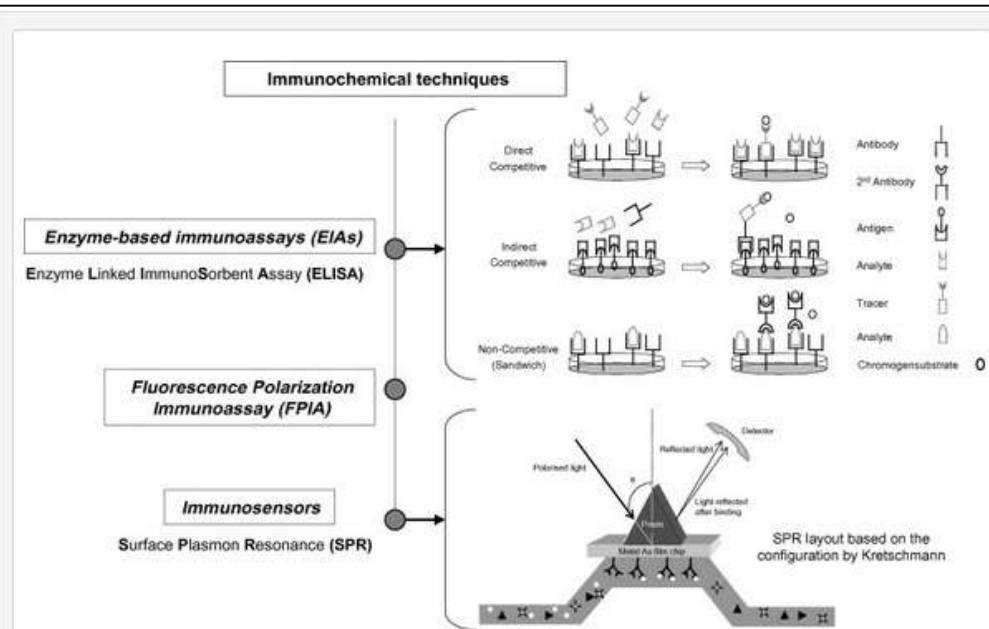 Immunochemical techniques
Direct
Competitive
Antibody
2nd Antibody
Enzyme-based immunoassays (EIAs)
Enzyme Linked ImmunoSorbent Assay (ELISA)
Indirect
Competitive
Antigen
Analyte
Tracer
Non-Competitive
(Sandwich)
Analyte
Chromogensubstrate
Fluorescence Polarization
Immunoassay (FPIA)
Detector
Reflected light
Polarised light
θ
Light reflected
after binding
Prism
Metal Au film chip
Immunosensors
Surface Plasmon Resonance (SPR)
SPR layout based on the
configuration by Kretschmann